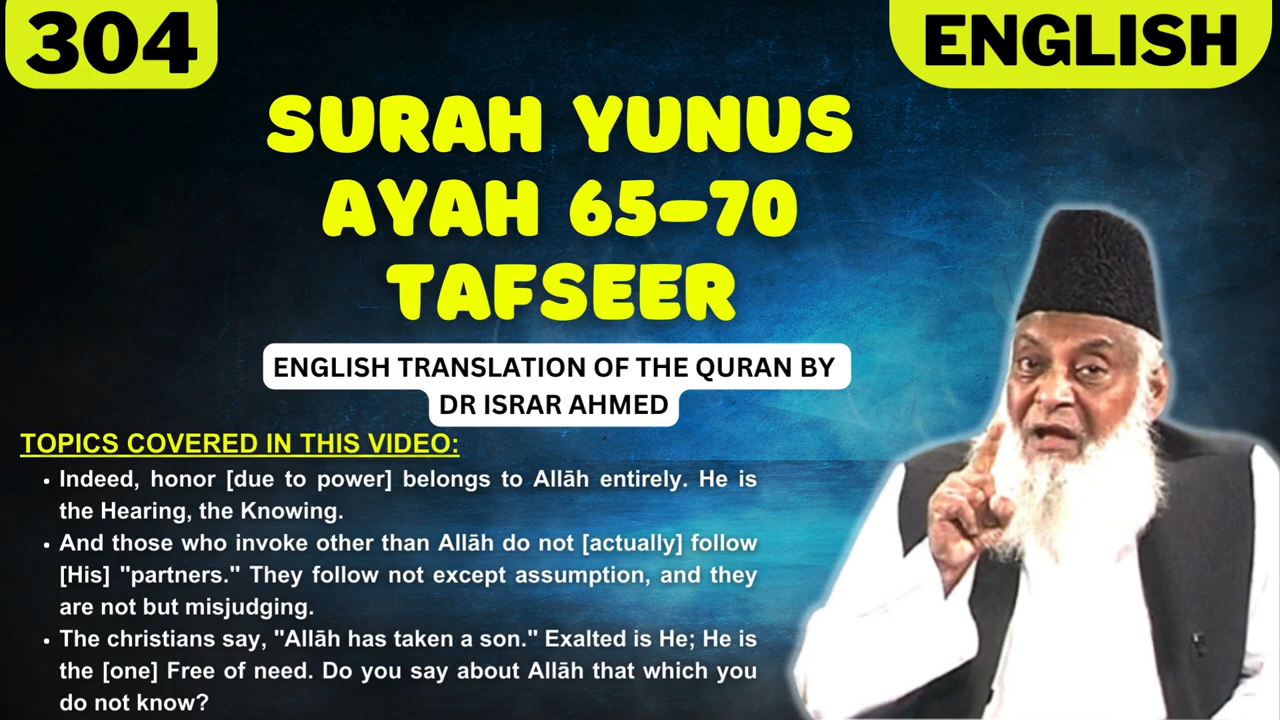 304
ENGLISH
SURAH YUNUS
AYAH 65-70
TAFSEER
ENGLISH TRANSLATION OF THE QURAN BY
DR ISRAR AHMED
TOPICS COVERED IN THIS VIDEO:
• Indeed, honor [due to power] belongs to Allāh entirely. He is
the Hearing, the Knowing.
• And those who invoke other than Allāh do not [actually] follow
[His] "partners." They follow not except assumption, and they
are not but misjudging.
• The christians say, "Allāh has taken a son." Exalted is He; He is
the [one] Free of need. Do you say about Allāh that which you
do not know?